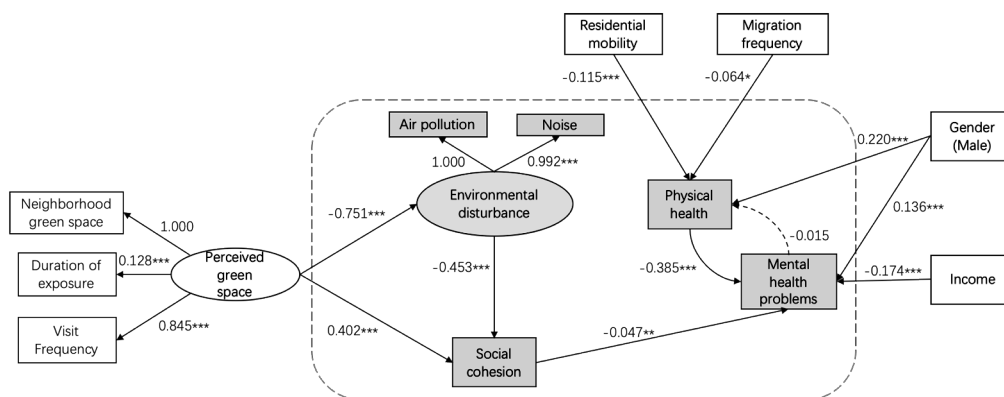 Residential
mobility
Migration
frequency
-0.115***
-0.064*
Air pollution
Noise
Gender
(Male)
0.220***
1.000
0.992***
Neighborhood
green space
Environmental
disturbance
Physical
health
-0.751***
0.136***
1.000
-0.015
Duration of
exposure
0.128***
Perceived
green
space
-0.453***
-0.385***
Mental
health
problems
-0.174***
Income
Visit
Frequency
0.845***
0.402***
-0.047**
Social
cohesion